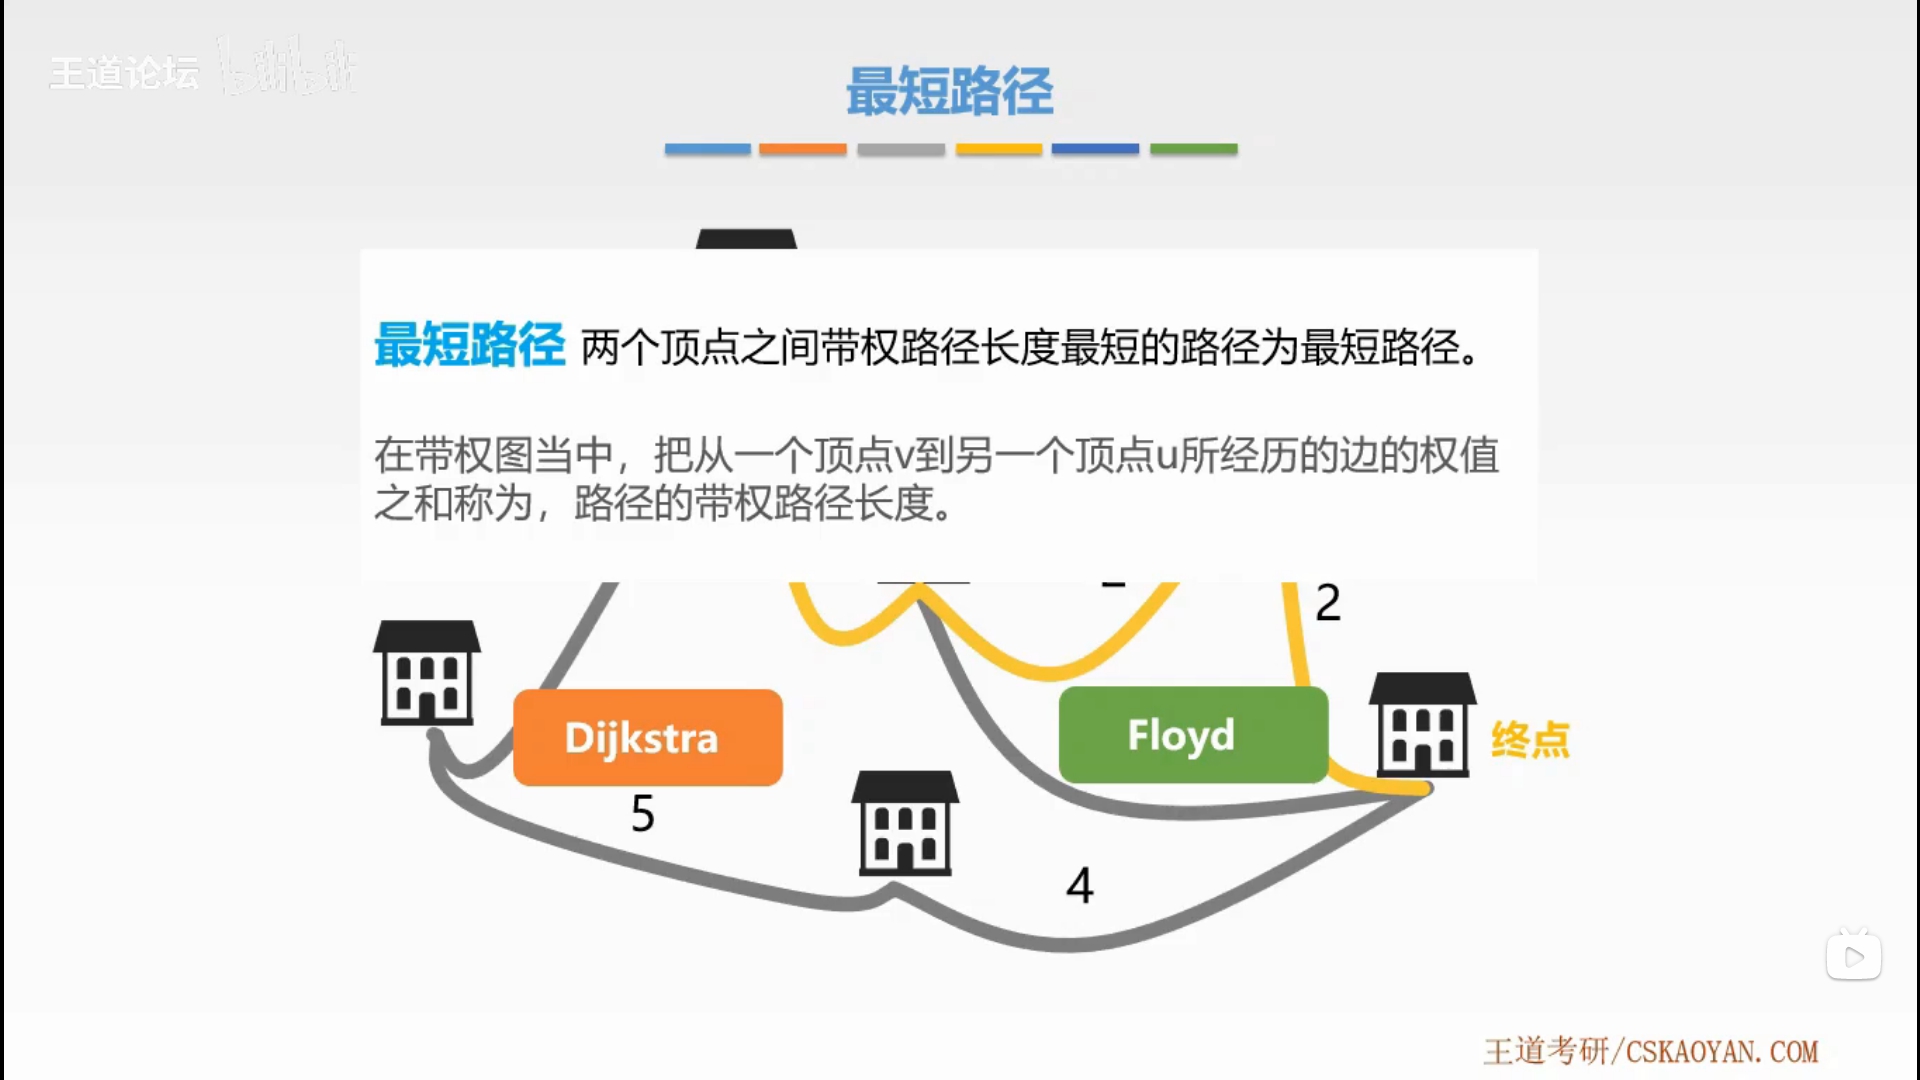 王道论坛 bilibili
最短路径
最短路径 两个顶点之间带权路径长度最短的路径为最短路径。
在带权图当中，把从一个顶点v到另一个顶点u所经历的边的权值
之和称为，路径的带权路径长度。
2
Dijkstra
Floyd
终点
5
4
王道考研/CSKAOYAN.COM